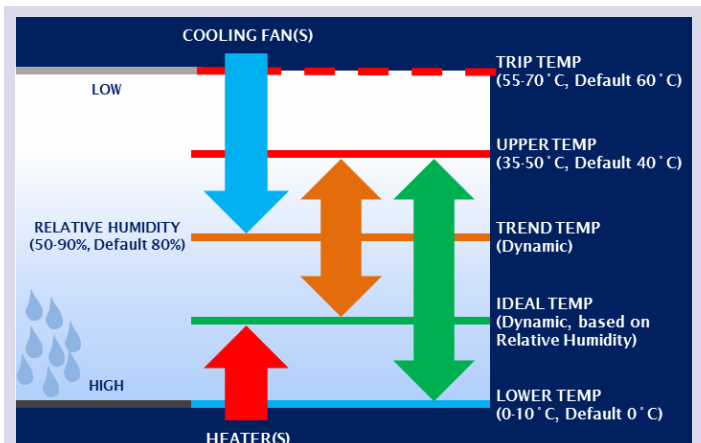 COOLING FAN(S)
TRIP TEMP
(55-70˚C, Default 60˚C)
LOW
UPPER TEMP
(35-50˚C, Default 40˚C)
RELATIVE HUMIDITY
(50-90%, Default 80%)
TREND TEMP
(Dynamic)
IDEAL TEMP
(Dynamic, based on
Relative Humidity)
HIGH
LOWER TEMP
(0-10˚C, Default 0˚C)
HEATER(S)